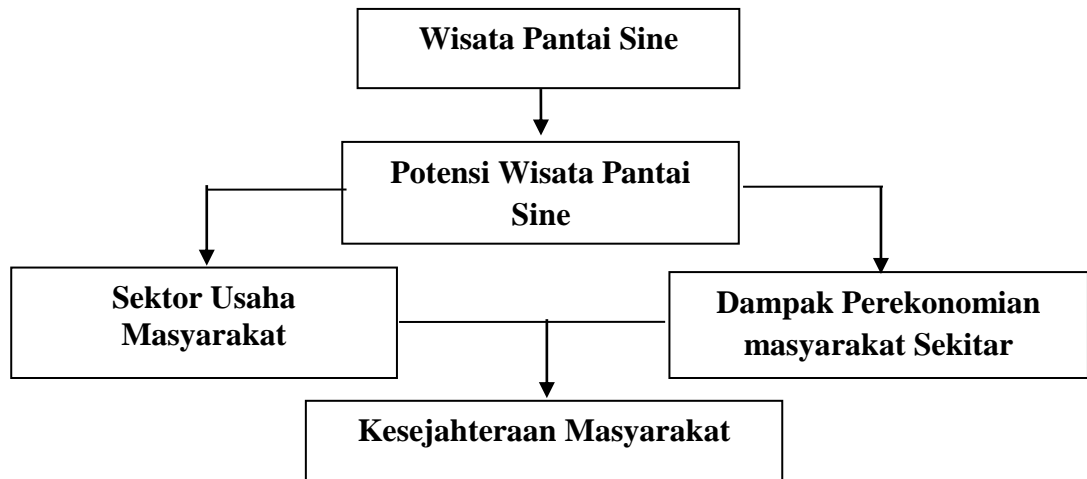 Wisata Pantai Sine
Potensi Wisata Pantai
Sine
Sektor Usaha
Masyarakat
Dampak Perekonomian
masyarakat Sekitar
Kesejahteraan Masyarakat